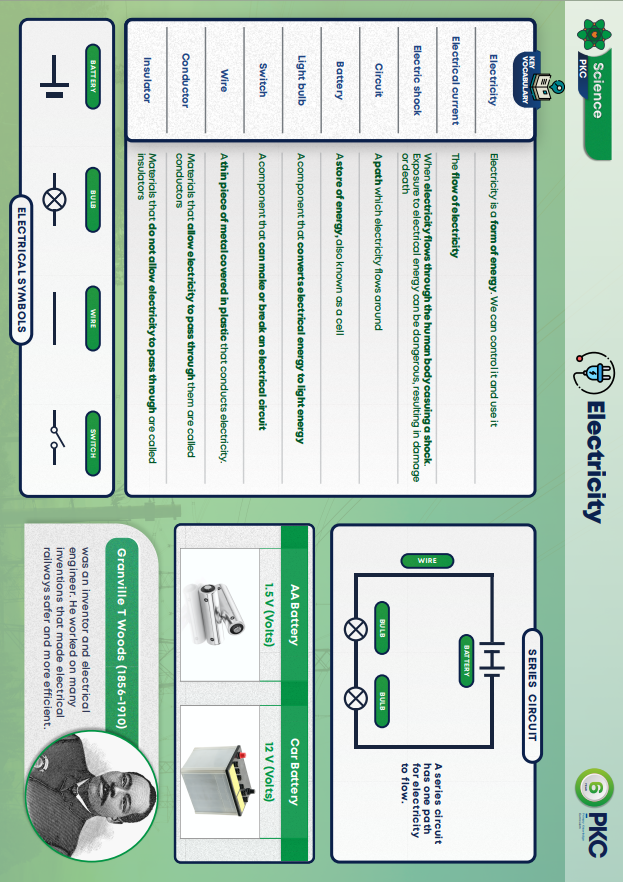 Science
PKC
Electricity
6
PKC
KEY
VOCABULARY
Electricity
Electricity is a form of energy. We can control it and use it
Electrical current
The flow of electricity
Electric shock
When electricity flows through the human body casuing a shock.
Exposure to electrical energy can be dangerous, resulting in damage
or death
Circuit
A path which electricity flows around
Battery
A store of energy, also known as a cell
Light bulb
A component that converts electrical energy to light energy
Switch
A component that can make or break an electrical circuit
Wire
A thin piece of metal covered in plastic that conducts electricity.
Conductor
Materials that allow electricity to pass through them are called
conductors
Insulator
Materials that do not allow electricity to pass through are called
insulators
BATTERY
BULB
WIRE
SWITCH
ELECTRICAL SYMBOLS
SERIES CIRCUIT
WIRE
BATTERY
BULB
BULB
A series circuit
has one path
for electricity
to flow.
AA Battery
Car Battery
1.5 V (Volts)
12 V (Volts)
Granville T Woods (1856-1910)
was an inventor and electrical
engineer. He worked on many
inventions that made electrical
railways safer and more efficient.